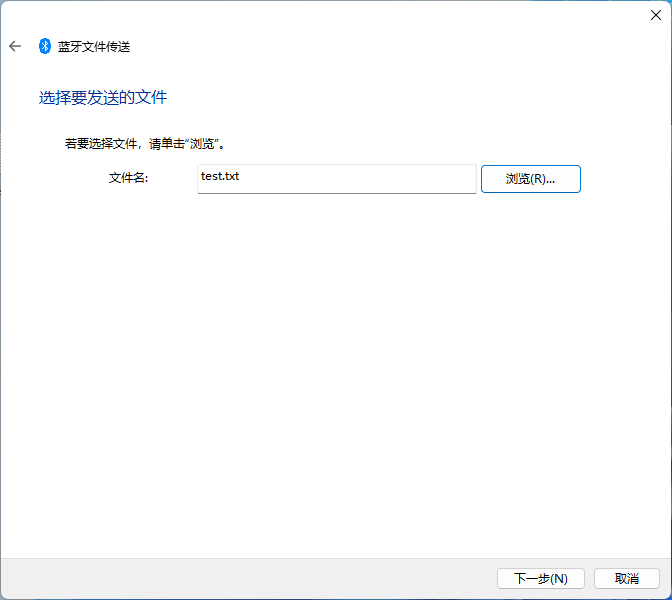 蓝牙文件传送
选择要发送的文件
若要选择文件，请单击“浏览”。
文件名:
test.txt
浏览(R)...
下一步(N)
取消